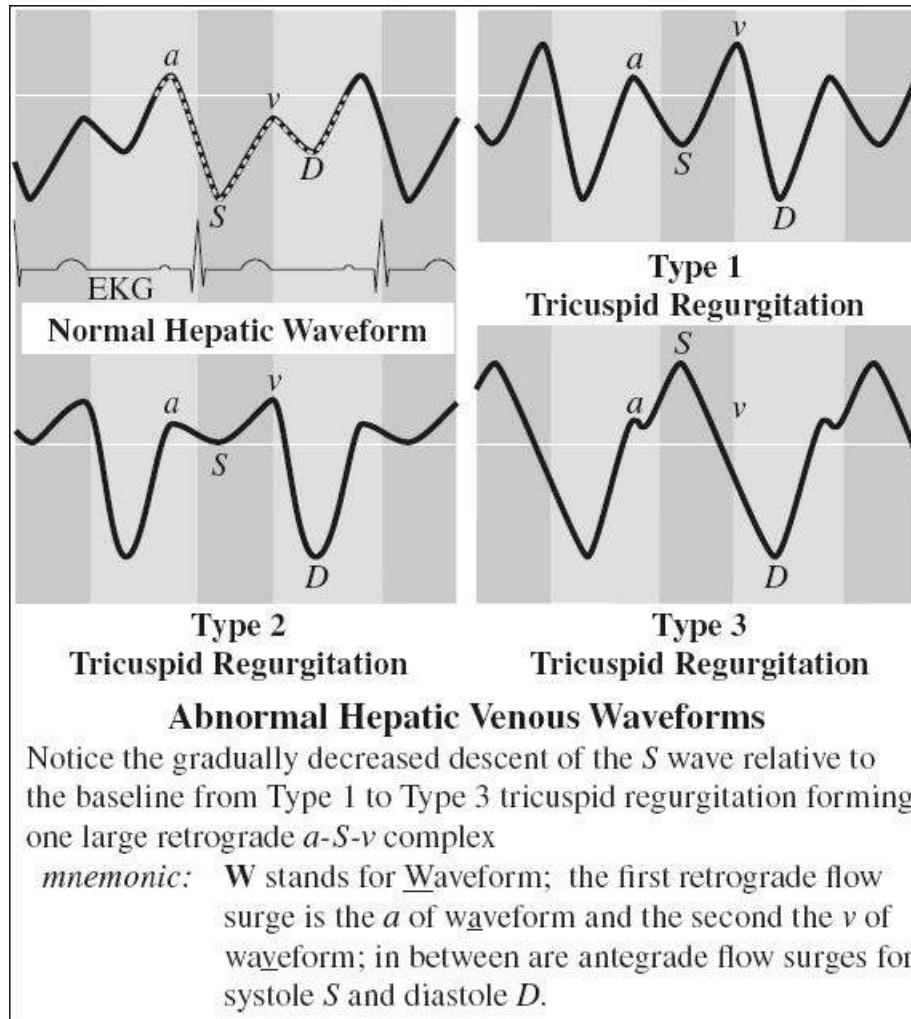 a
v
S
D
EKG
Normal Hepatic Waveform
a
v
S
D
Type 1
Tricuspid Regurgitation
a
v
S
D
Type 2
Tricuspid Regurgitation
S
a
v
D
Type 3
Tricuspid Regurgitation
Abnormal Hepatic Venous Waveforms
Notice the gradually decreased descent of the S wave relative to
the baseline from Type 1 to Type 3 tricuspid regurgitation forming
one large retrograde a-S-v complex
mnemonic: W stands for Waveform; the first retrograde flow
surge is the a of waveform and the second the v of
waveform; in between are antegrade flow surges for
systole S and diastole D.